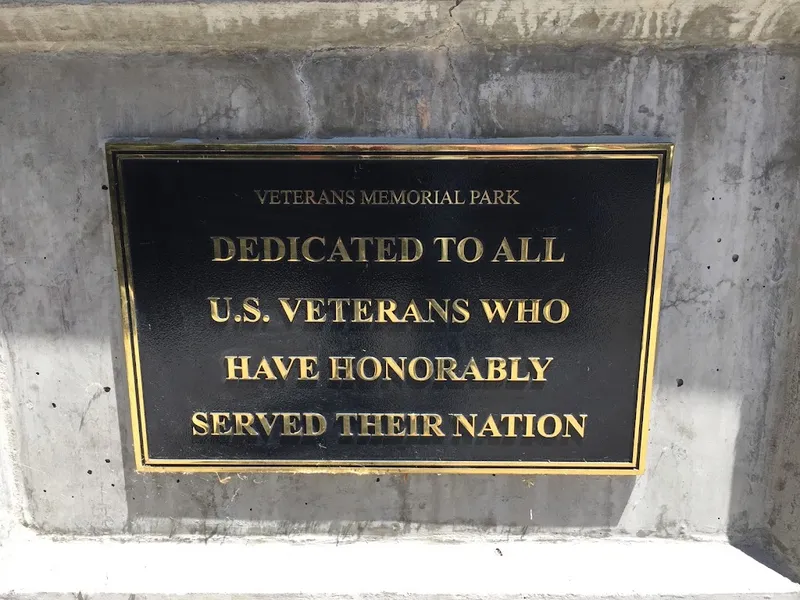 VETERANS MEMORIAL PARK
DEDICATED TO ALL
U.S. VETERANS WHO
HAVE HONORABLY
SERVED THEIR NATION